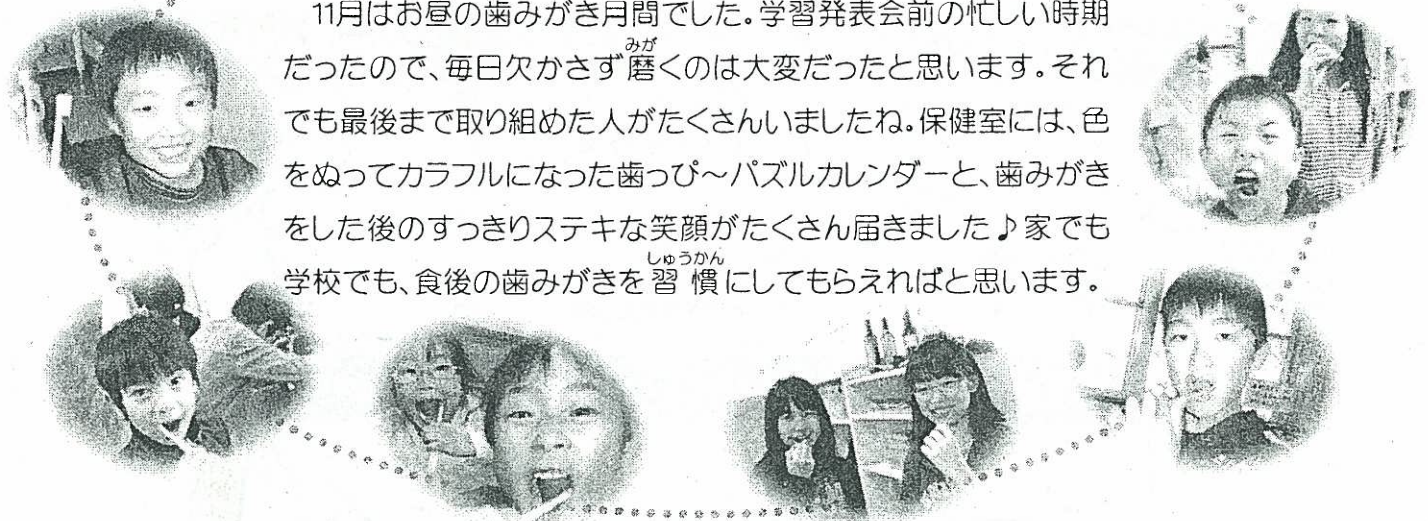 11月はお昼の歯みがき月間でした。学習発表会前の忙しい時期
だったので、毎日欠かさず磨くのは大変だったと思います。それ
でも最後まで取り組めた人がたくさんいましたね。保健室には、色
をぬってカラフルになった歯っぴ～パズルカレンダーと、歯みがき
をした後のすっきりステキな笑顔がたくさん届きました♪家でも
学校でも、食後の歯みがきを習慣にしてもらえればと思います。